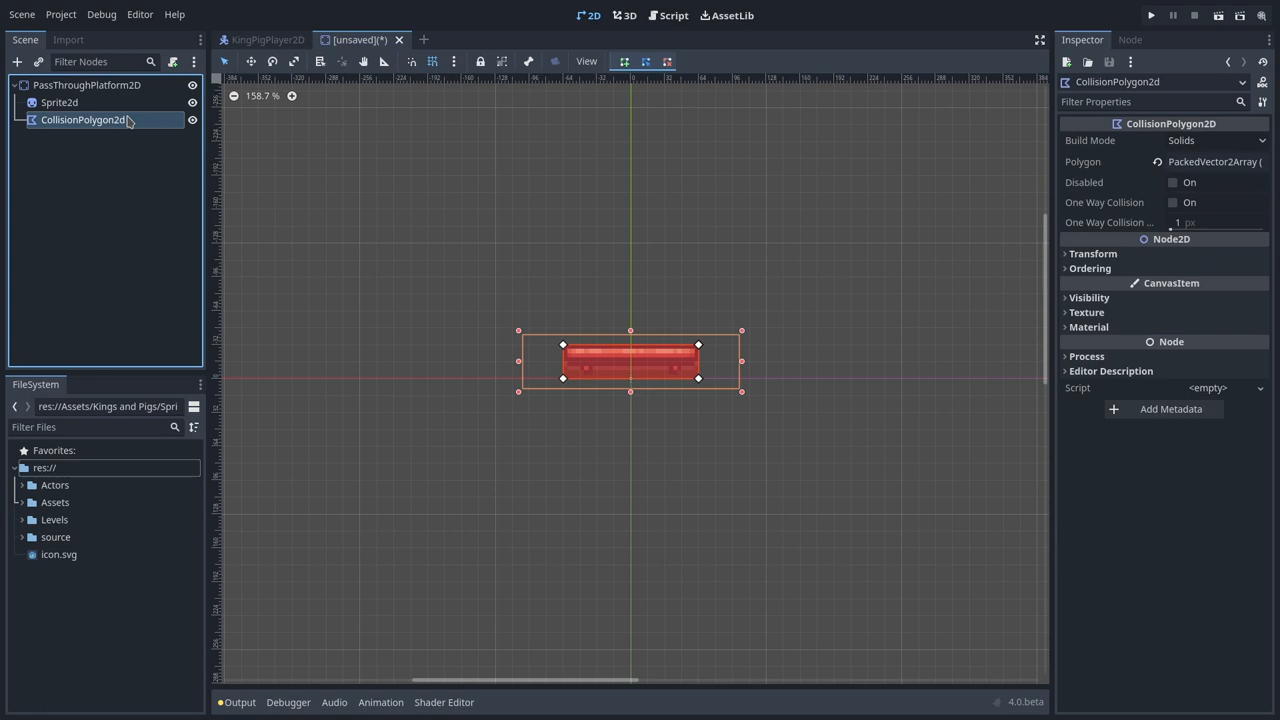 Scene Project Debug Editor Help
2D 3D Script AssetLib
Scene Import
Filter Nodes
PassThroughPlatform2D
Sprite2d
CollisionPolygon2d
KingPigPlayer2D [unsaved](*)
View
158.7 %
Inspector Node
CollisionPolygon2d
Filter Properties
CollisionPolygon2D
Build Mode Solids
Polygon PackedVector2Array (
Disabled On
One Way Collision On
One Way Collision ... 1 px
Node2D
Transform
Ordering
CanvasItem
Visibility
Texture
Material
Node
Process
Editor Description
Script <empty>
Add Metadata
FileSystem
res://Assets/Kings and Pigs/Spri
Filter Files
Favorites:
res://
Actors
Assets
Levels
source
icon.svg
Output Debugger Audio Animation Shader Editor 4.0.beta